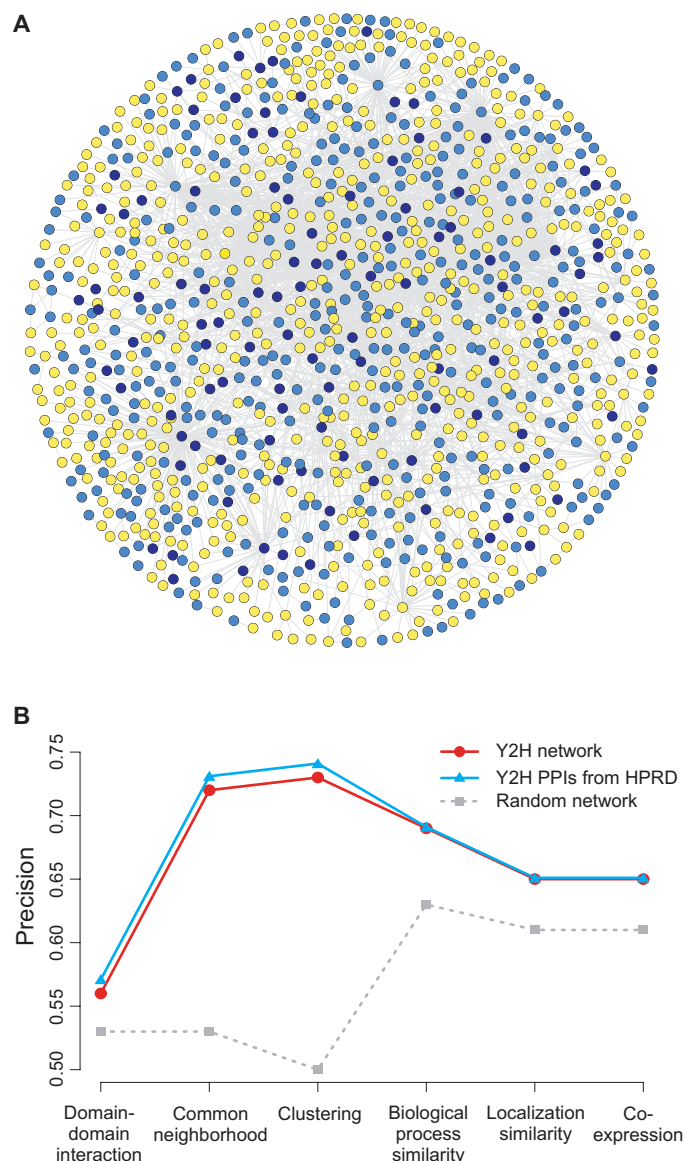 A
B
Y2H network
Y2H PPIs from HPRD
Random network
Precision
0.75
0.70
0.65
0.60
0.55
0.50
Domain-
domain
interaction
Common
neighborhood
Clustering
Biological
process
similarity
Localization
similarity
Co-
expression